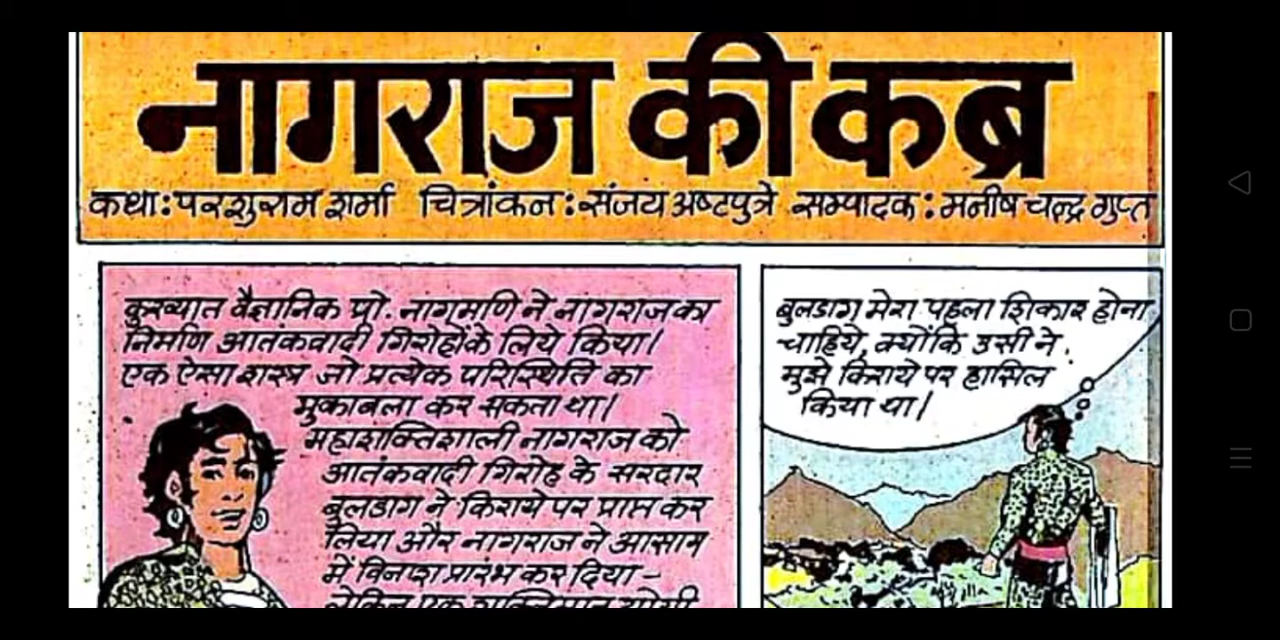 नागराज की कब्र
कथा:परशुराम शर्मा चित्रांकन:संजय अष्टपुत्रे सम्पादक:मनीष चन्द्र गुप्त
कुख्यात वैज्ञानिक प्रो. नागमणि ने नागराज का
निर्माण आतंकवादी गिरोहों के लिये किया।
एक ऐसा शस्त्र जो प्रत्येक परिस्थिति का
मुकाबला कर सकता था।
महाशक्तिशाली नागराज को
आतंकवादी गिरोह के सरदार
बुलडाग ने किराये पर प्राप्त कर
लिया और नागराज ने आसाम
में विनाश प्रारंभ कर दिया -
लेकिन एक शक्तिमान योगी
बुलडाग मेरा पहला शिकार होना
चाहिये, क्योंकि उसी ने
मुझे किराये पर हासिल
किया था।